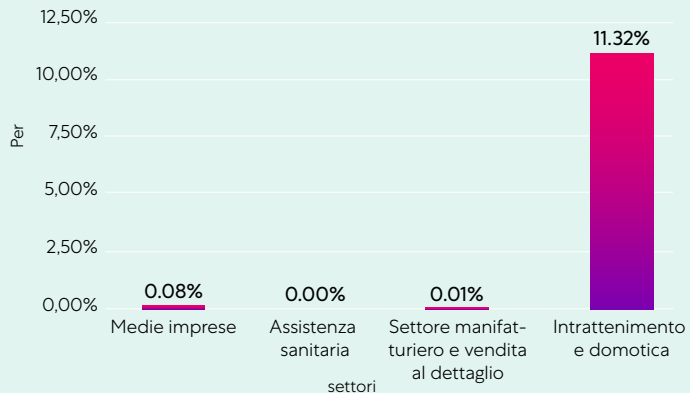 12,50%
10,00%
7,50%
5,00%
2,50%
0,00%
Per
0.08%
0.00%
0.01%
11.32%
Medie imprese
Assistenza
sanitaria
Settore manifat-
turiero e vendita
al dettaglio
Intrattenimento
e domotica
settori